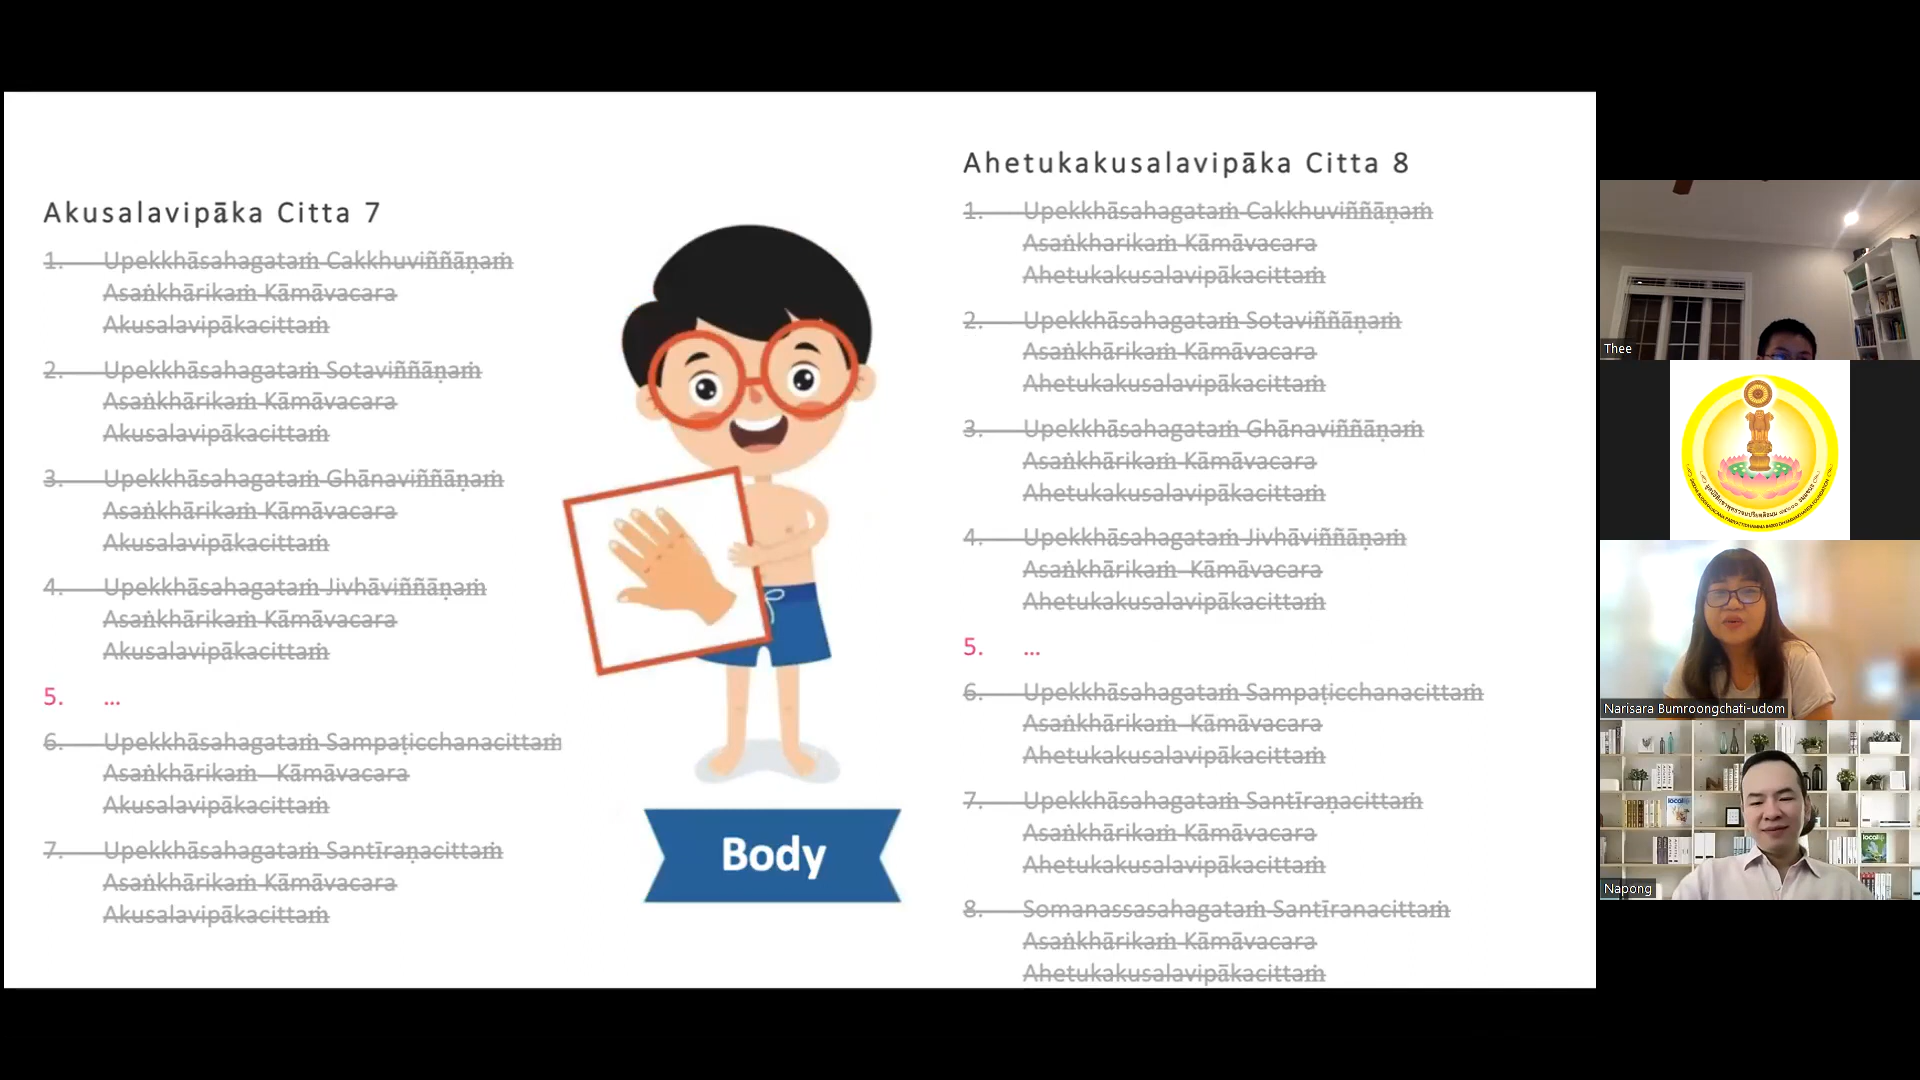 Akusalavipāka Citta 7
1. Upekkhāsahagataṁ Cakkhuviññāṇaṁ
Asaṅkhārikaṁ Kāmāvacara
Akusalavipākacittaṁ
2. Upekkhāsahagataṁ Sotaviññāṇaṁ
Asaṅkhārikaṁ Kāmāvacara
Akusalavipākacittaṁ
3. Upekkhāsahagataṁ Ghānaviññāṇaṁ
Asaṅkhārikaṁ Kāmāvacara
Akusalavipākacittaṁ
4. Upekkhāsahagataṁ Jivhāviññāṇaṁ
Asaṅkhārikaṁ Kāmāvacara
Akusalavipākacittaṁ
5. ...
6. Upekkhāsahagataṁ Sampaṭicchanacittaṁ
Asaṅkhārikaṁ Kāmāvacara
Akusalavipākacittaṁ
7. Upekkhāsahagataṁ Santīraṇacittaṁ
Asaṅkhārikaṁ Kāmāvacara
Akusalavipākacittaṁ
Body
Ahetukakusalavipāka Citta 8
1. Upekkhāsahagataṁ Cakkhuviññāṇaṁ
Asaṅkharikaṁ Kāmāvacara
Ahetukakusalavipākacittaṁ
2. Upekkhāsahagataṁ Sotaviññāṇaṁ
Asaṅkhārikaṁ Kāmāvacara
Ahetukakusalavipākacittaṁ
3. Upekkhāsahagataṁ Ghānaviññāṇaṁ
Asaṅkhārikaṁ Kāmāvacara
Ahetukakusalavipākacittaṁ
4. Upekkhāsahagataṁ Jivhāviññāṇaṁ
Asaṅkhārikaṁ Kāmāvacara
Ahetukakusalavipākacittaṁ
5. ...
6. Upekkhāsahagataṁ Sampaṭicchanacittaṁ
Asaṅkhārikaṁ Kāmāvacara
Ahetukakusalavipākacittaṁ
7. Upekkhāsahagataṁ Santīraṇacittaṁ
Asaṅkhārikaṁ Kāmāvacara
Ahetukakusalavipākacittaṁ
8. Somanassasahagataṁ Santīranacittaṁ
Asaṅkhārikaṁ Kāmāvacara
Ahetukakusalavipākacittaṁ
Thee
Narisara Bumroongchati-udom
local
local
Napong